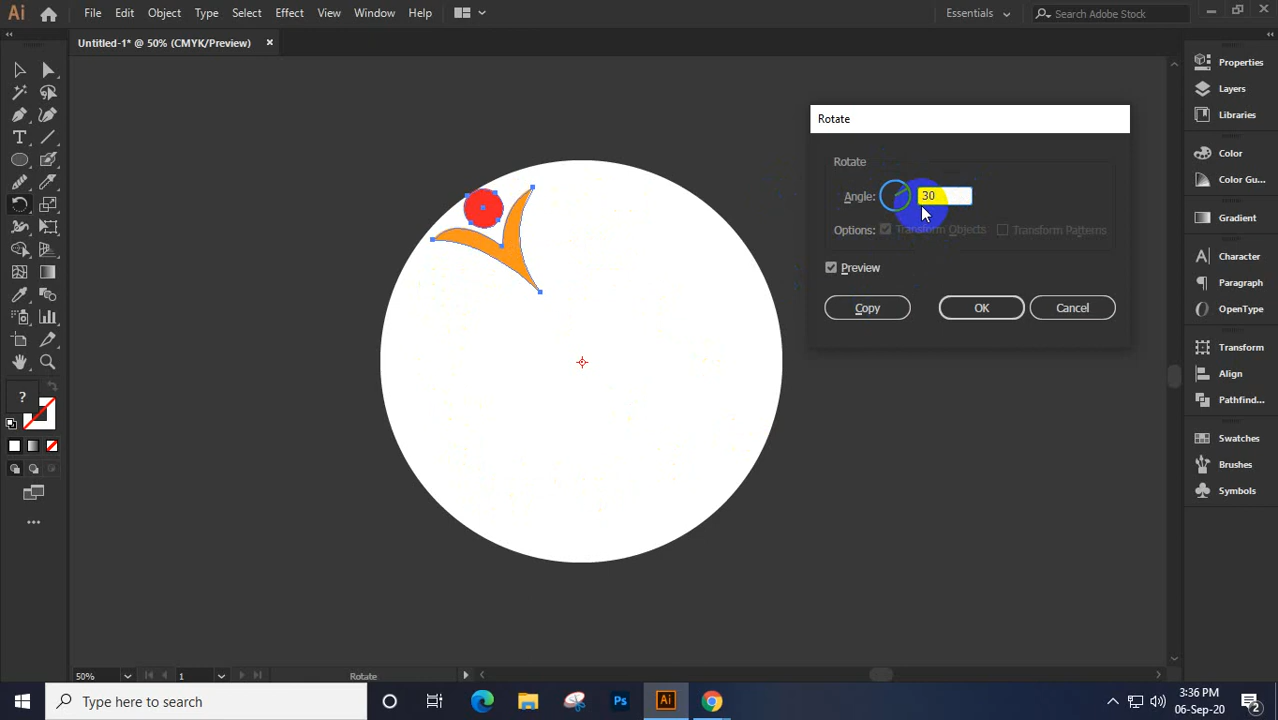 Ai File Edit Object Type Select Effect View Window Help Essentials Search Adobe Stock
Untitled-1* @ 50% (CMYK/Preview)
Properties
Layers
Libraries
Color
Color Gu...
Gradient
Character
Paragraph
OpenType
Transform
Align
Pathfind...
Swatches
Brushes
Symbols
Rotate
Rotate
Angle: 30
Options: Transform Objects Transform Patterns
Preview
Copy OK Cancel
T
?
50% 1 Rotate
Type here to search Ps Ai 3:36 PM
06-Sep-20 2